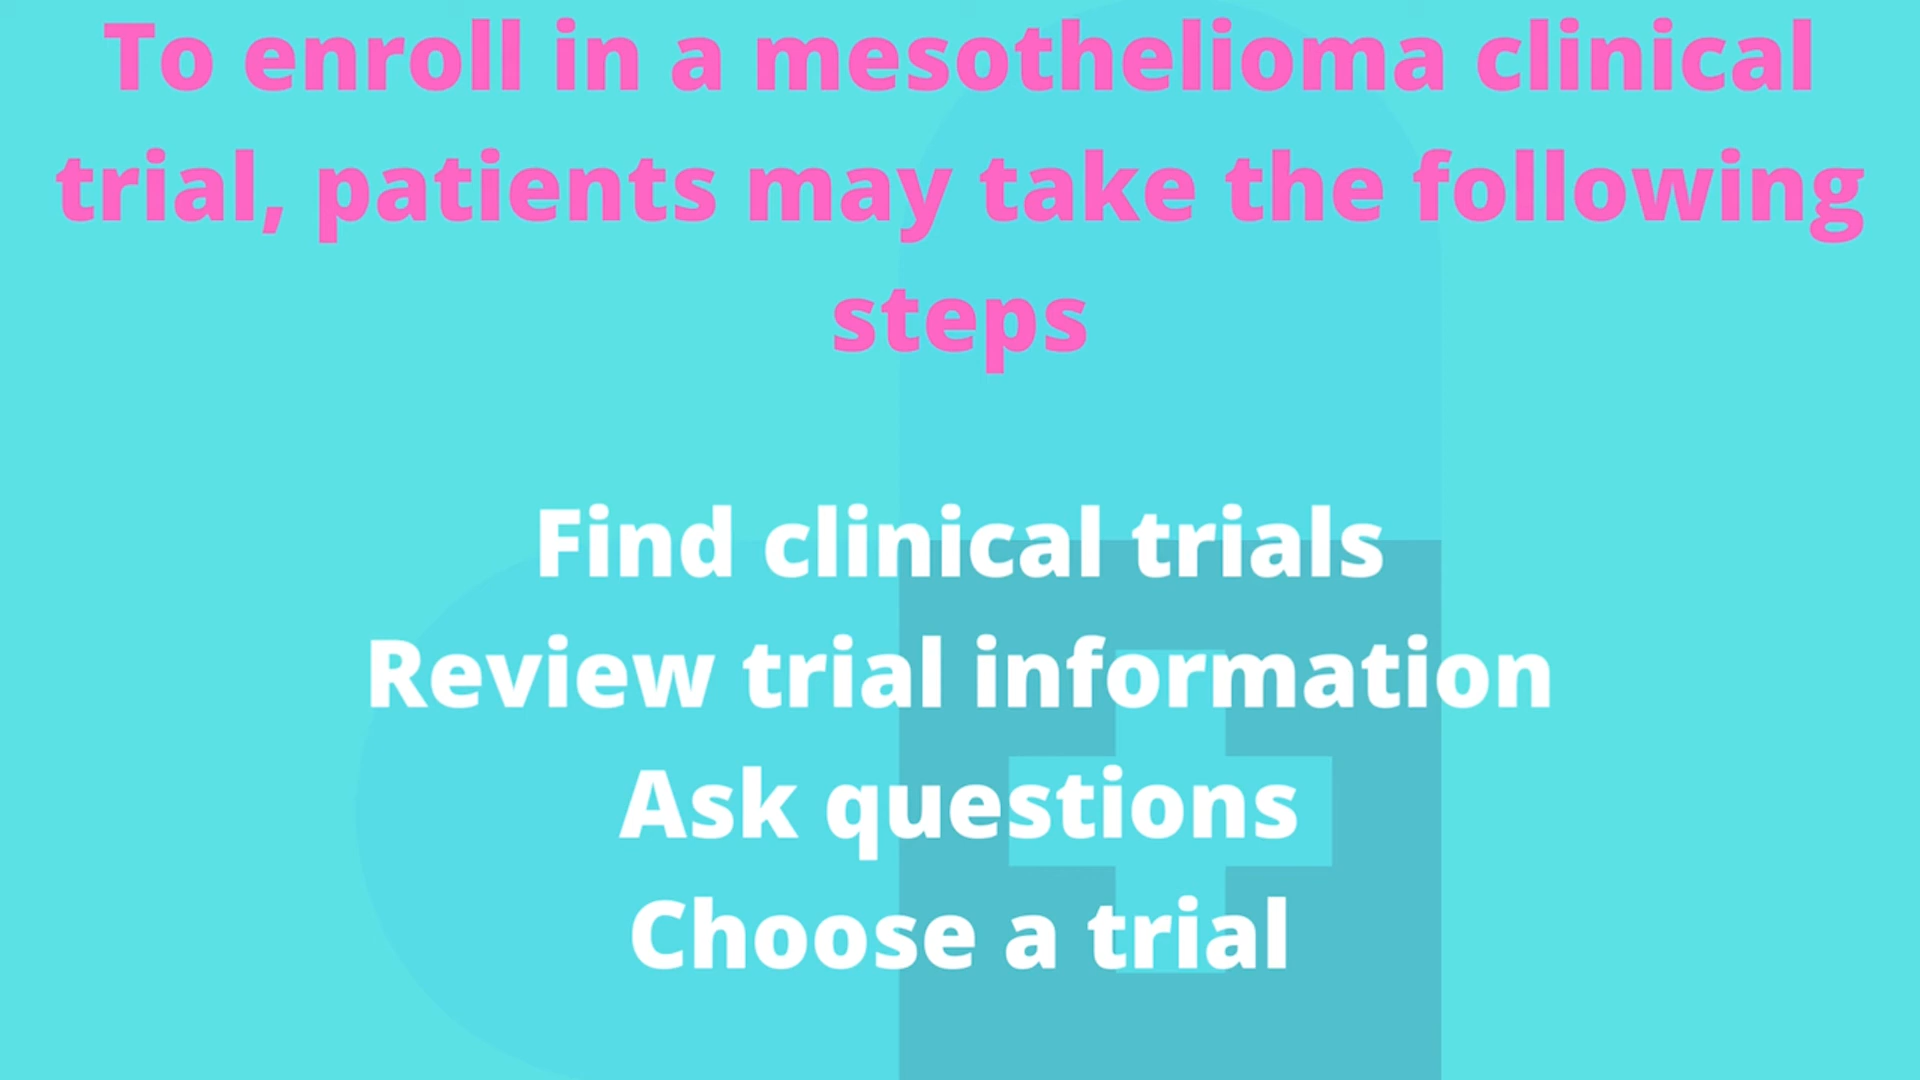 To enroll in a mesothelioma clinical
trial, patients may take the following
steps
Find clinical trials
Review trial information
Ask questions
Choose a trial